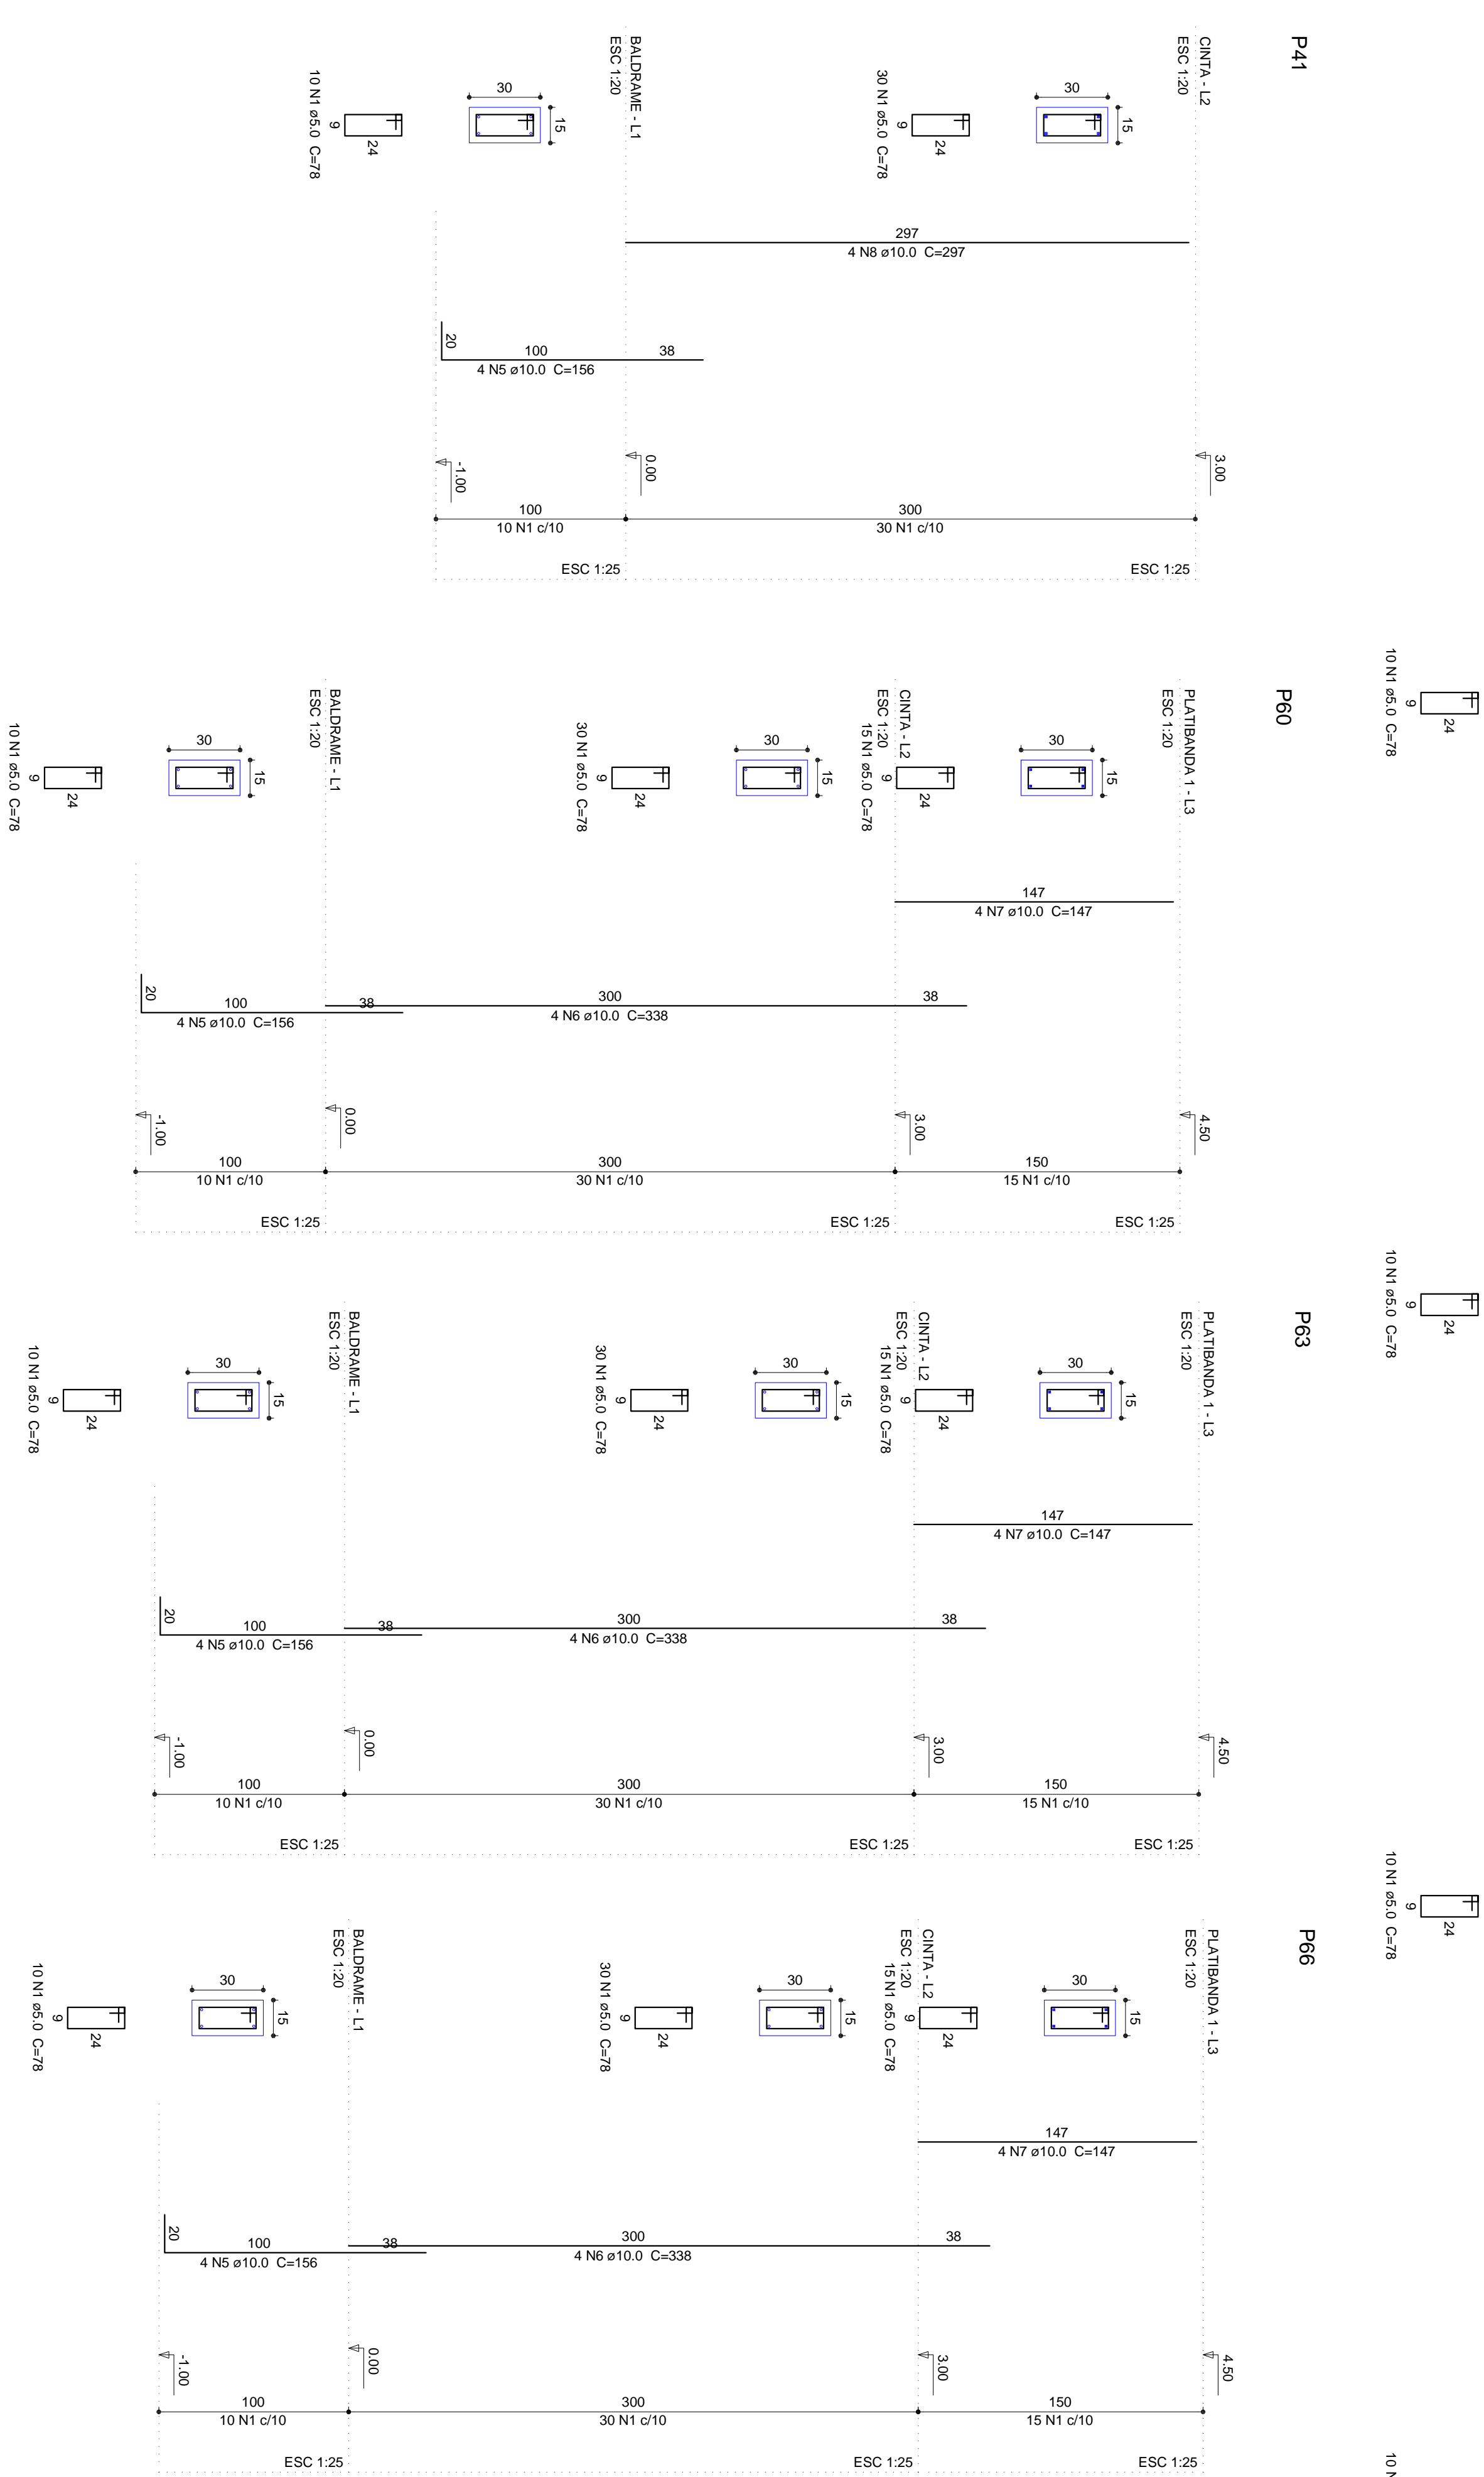 P41
CINTA - L2
ESC 1:20
30
15
9
24
30 N1 ø5.0 C=78
BALDRAME - L1
ESC 1:20
30
15
9
24
10 N1 ø5.0 C=78
297
4 N8 ø10.0 C=297
20
100
38
4 N5 ø10.0 C=156
3.00
0.00
-1.00
300
30 N1 c/10
100
10 N1 c/10
ESC 1:25
ESC 1:25
10 N1 ø5.0 C=78
9
24
P60
PLATIBANDA 1 - L3
ESC 1:20
30
15
9
24
15 N1 ø5.0 C=78
CINTA - L2
ESC 1:20
30
15
9
24
30 N1 ø5.0 C=78
BALDRAME - L1
ESC 1:20
30
15
9
24
10 N1 ø5.0 C=78
147
4 N7 ø10.0 C=147
300
38
4 N6 ø10.0 C=338
20
100
38
4 N5 ø10.0 C=156
4.50
3.00
0.00
-1.00
150
15 N1 c/10
300
30 N1 c/10
100
10 N1 c/10
ESC 1:25
ESC 1:25
ESC 1:25
10 N1 ø5.0 C=78
9
24
P63
PLATIBANDA 1 - L3
ESC 1:20
30
15
9
24
15 N1 ø5.0 C=78
CINTA - L2
ESC 1:20
30
15
9
24
30 N1 ø5.0 C=78
BALDRAME - L1
ESC 1:20
30
15
9
24
10 N1 ø5.0 C=78
147
4 N7 ø10.0 C=147
300
38
4 N6 ø10.0 C=338
20
100
38
4 N5 ø10.0 C=156
4.50
3.00
0.00
-1.00
150
15 N1 c/10
300
30 N1 c/10
100
10 N1 c/10
ESC 1:25
ESC 1:25
ESC 1:25
10 N1 ø5.0 C=78
9
24
P66
PLATIBANDA 1 - L3
ESC 1:20
30
15
9
24
15 N1 ø5.0 C=78
CINTA - L2
ESC 1:20
30
15
9
24
30 N1 ø5.0 C=78
BALDRAME - L1
ESC 1:20
30
15
9
24
10 N1 ø5.0 C=78
147
4 N7 ø10.0 C=147
300
38
4 N6 ø10.0 C=338
20
100
38
4 N5 ø10.0 C=156
4.50
3.00
0.00
-1.00
150
15 N1 c/10
300
30 N1 c/10
100
10 N1 c/10
ESC 1:25
ESC 1:25
ESC 1:25
10